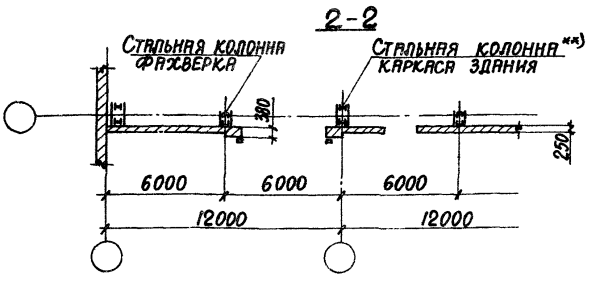 2-2
Стальная колонна
фахверка
Стальная колонна**)
каркаса здания
380
250
6000
6000
6000
12000
12000